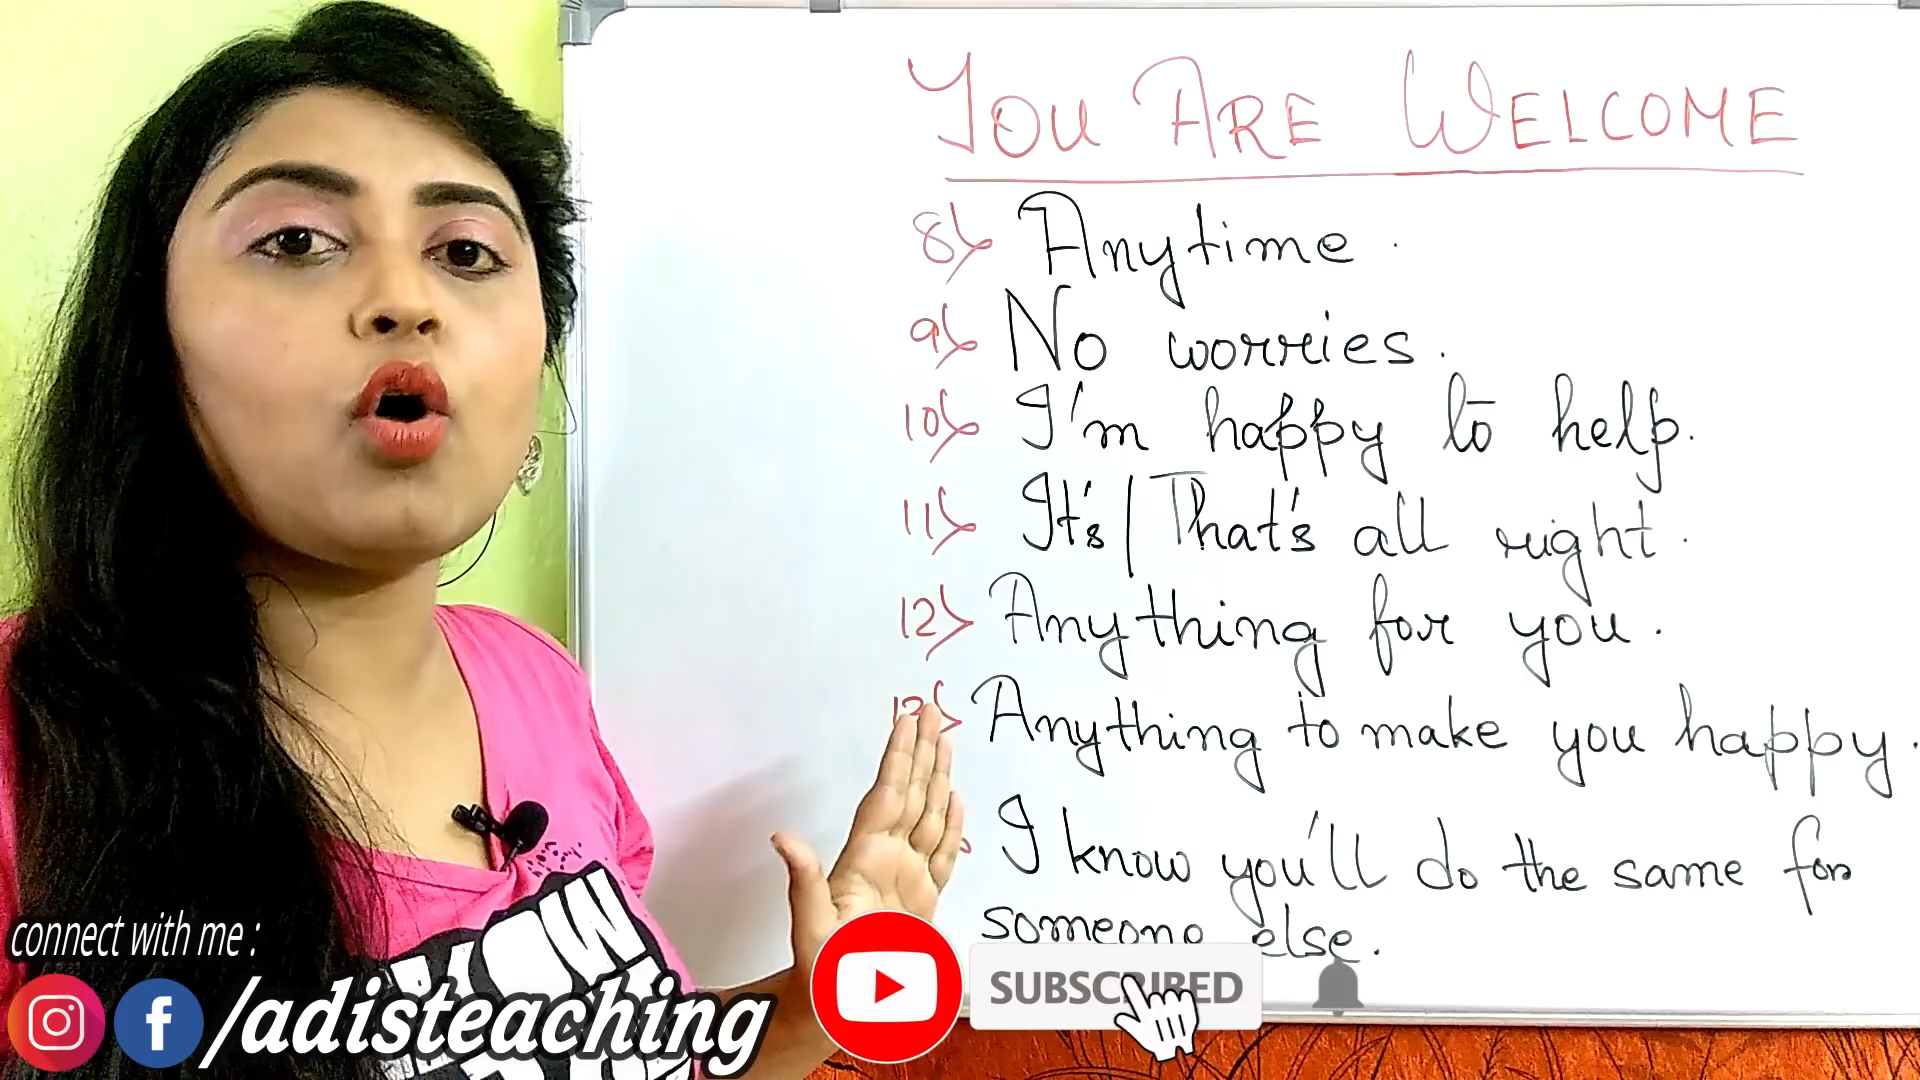 YOU ARE WELCOME
8) Anytime.
9) No worries.
10) I'm happy to help.
11) It's/That's all right.
12) Anything for you.
13) Anything to make you happy.
I know you'll do the same for
someone else.
WOW
connect with me :
/adisteaching
SUBSCRIBED